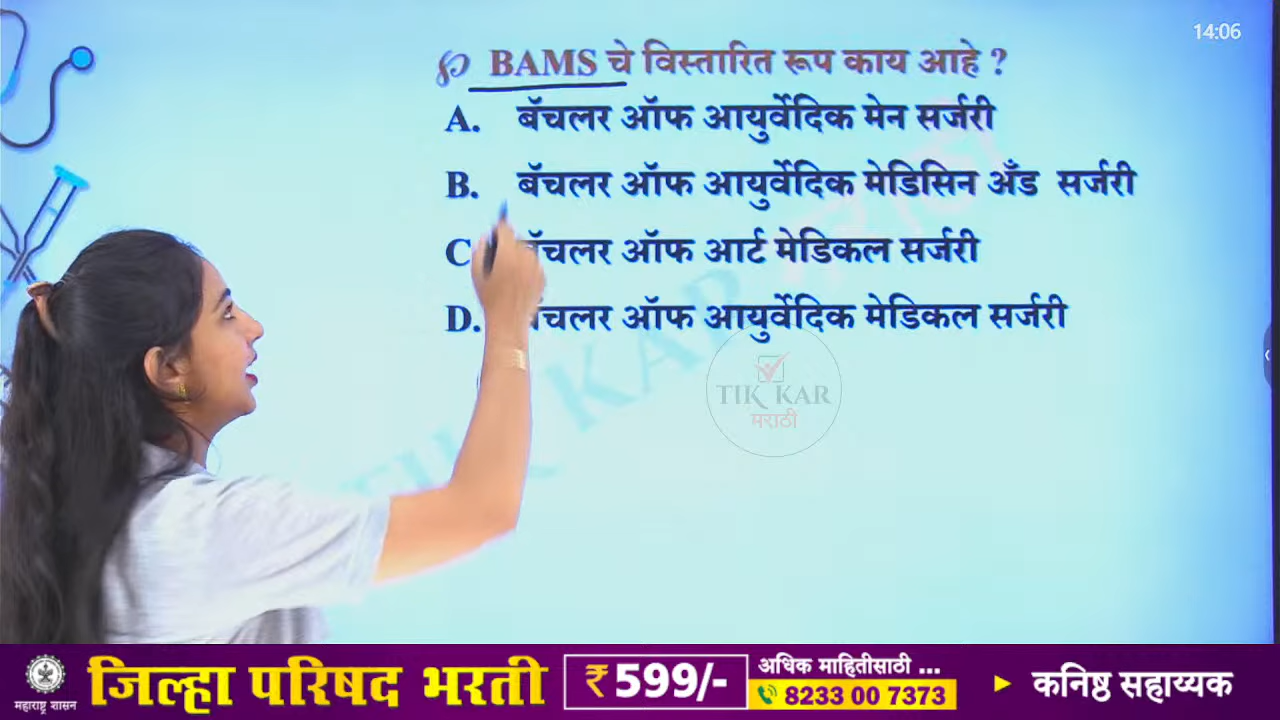 14:06
BAMS चे विस्तारित रूप काय आहे ?
A. बॅचलर ऑफ आयुर्वेदिक मेन सर्जरी
B. बॅचलर ऑफ आयुर्वेदिक मेडिसिन अँड सर्जरी
C बॅचलर ऑफ आर्ट मेडिकल सर्जरी
D. बॅचलर ऑफ आयुर्वेदिक मेडिकल सर्जरी
TIK KAR
मराठी
महाराष्ट्र शासन
जिल्हा परिषद भरती ₹599/- अधिक माहितीसाठी ... कनिष्ठ सहाय्यक
8233 00 7373